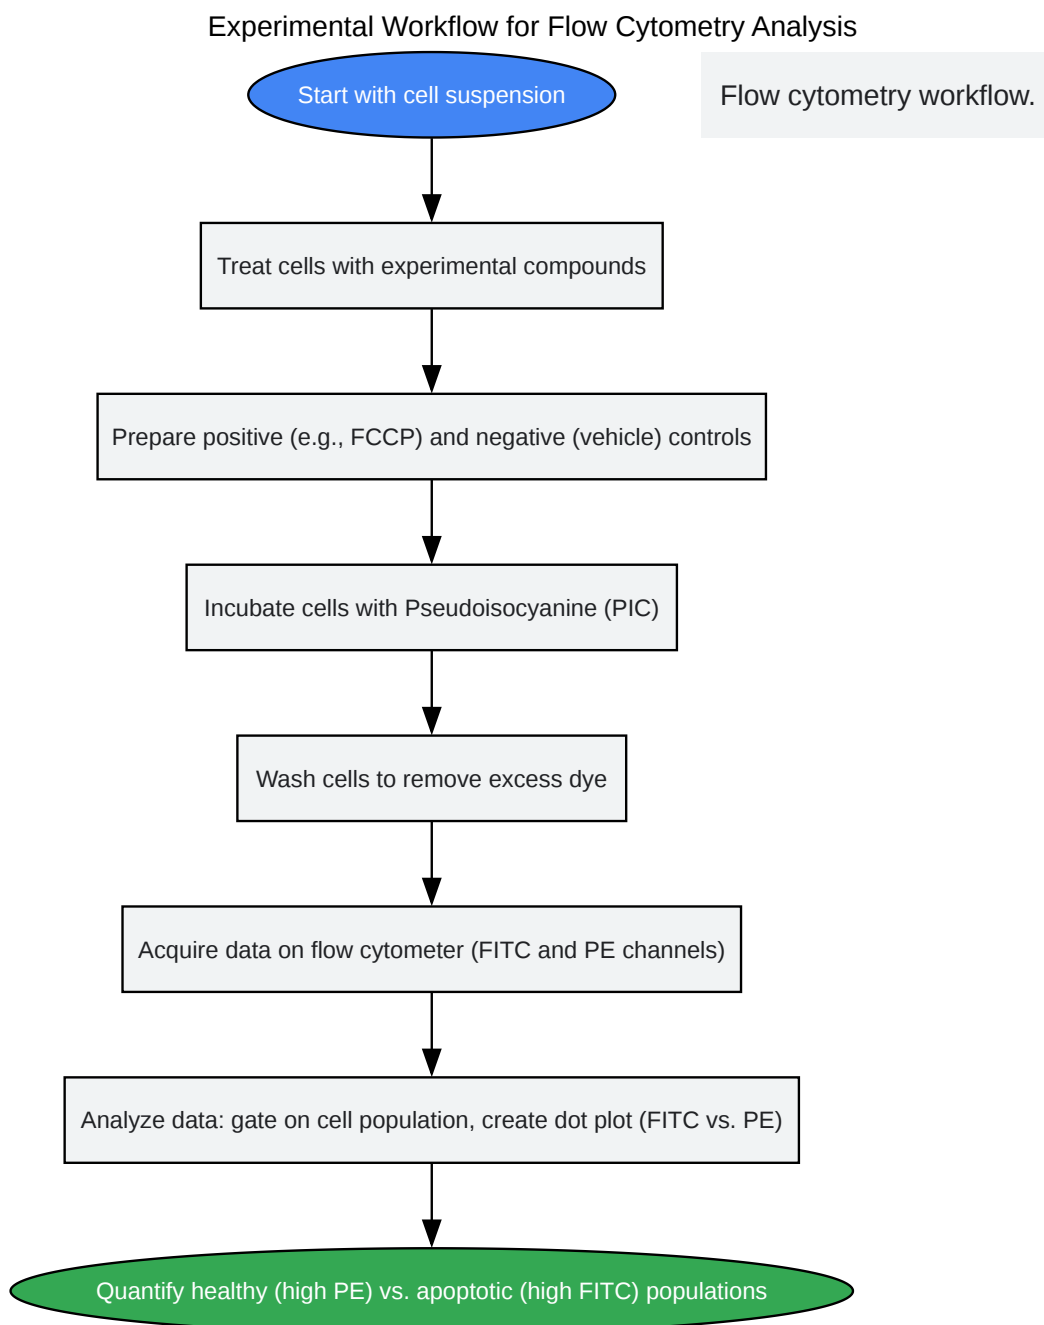 Experimental Workflow for Flow Cytometry Analysis
Start with cell suspension
Flow cytometry workflow.
Treat cells with experimental compounds
Prepare positive (e.g., FCCP) and negative (vehicle) controls
Incubate cells with Pseudoisocyanine (PIC)
Wash cells to remove excess dye
Acquire data on flow cytometer (FITC and PE channels)
Analyze data: gate on cell population, create dot plot (FITC vs. PE)
Quantify healthy (high PE) vs. apoptotic (high FITC) populations